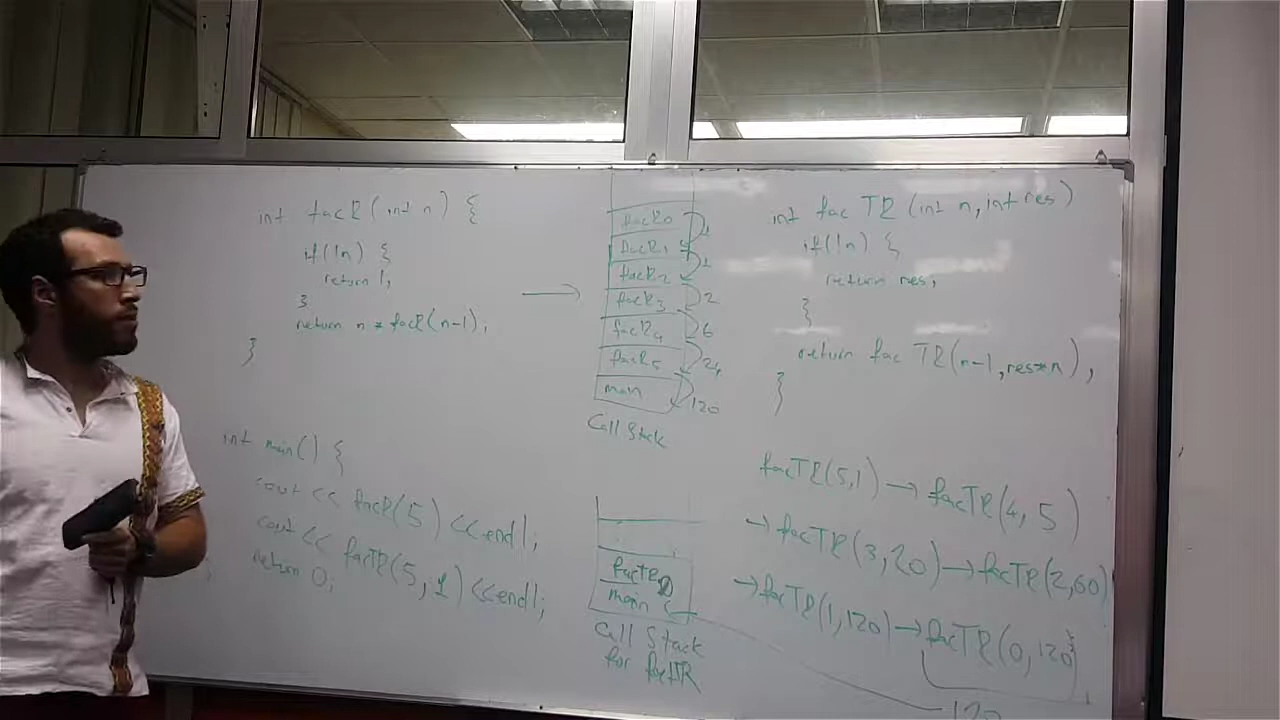 int facR(int n) {
if(!n) {
return 1;
}
return n * facR(n-1);
}
int main() {
cout << facR(5) <<endl;
cout << facTR(5,1) <<endl;
return 0;
facR0
facR1
facR2
facR3
facR4
facR5
main
1
1
2
6
24
120
Call Stack
facTR0
main
Call Stack
for facTR
int facTR(int n, int res)
if(!n) {
return res;
}
return facTR(n-1, res*n);
}
facTR(5,1) → facTR(4, 5)
→ facTR(3,20) → facTR(2,60)
→ facTR(1,120) → facTR(0,120)
120